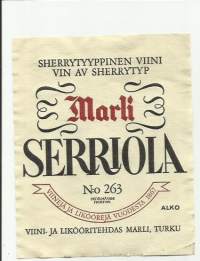 SHERRYTYYPPINEN VIINI
VIN AV SHERRYTYP
Marli
SERRIOLA
No 263
VIINEJÄ JA LIKÖÖREJÄ VUODESTA 1867
ALKO
VIINI- JA LIKÖÖRITEHDAS MARLI, TURKU